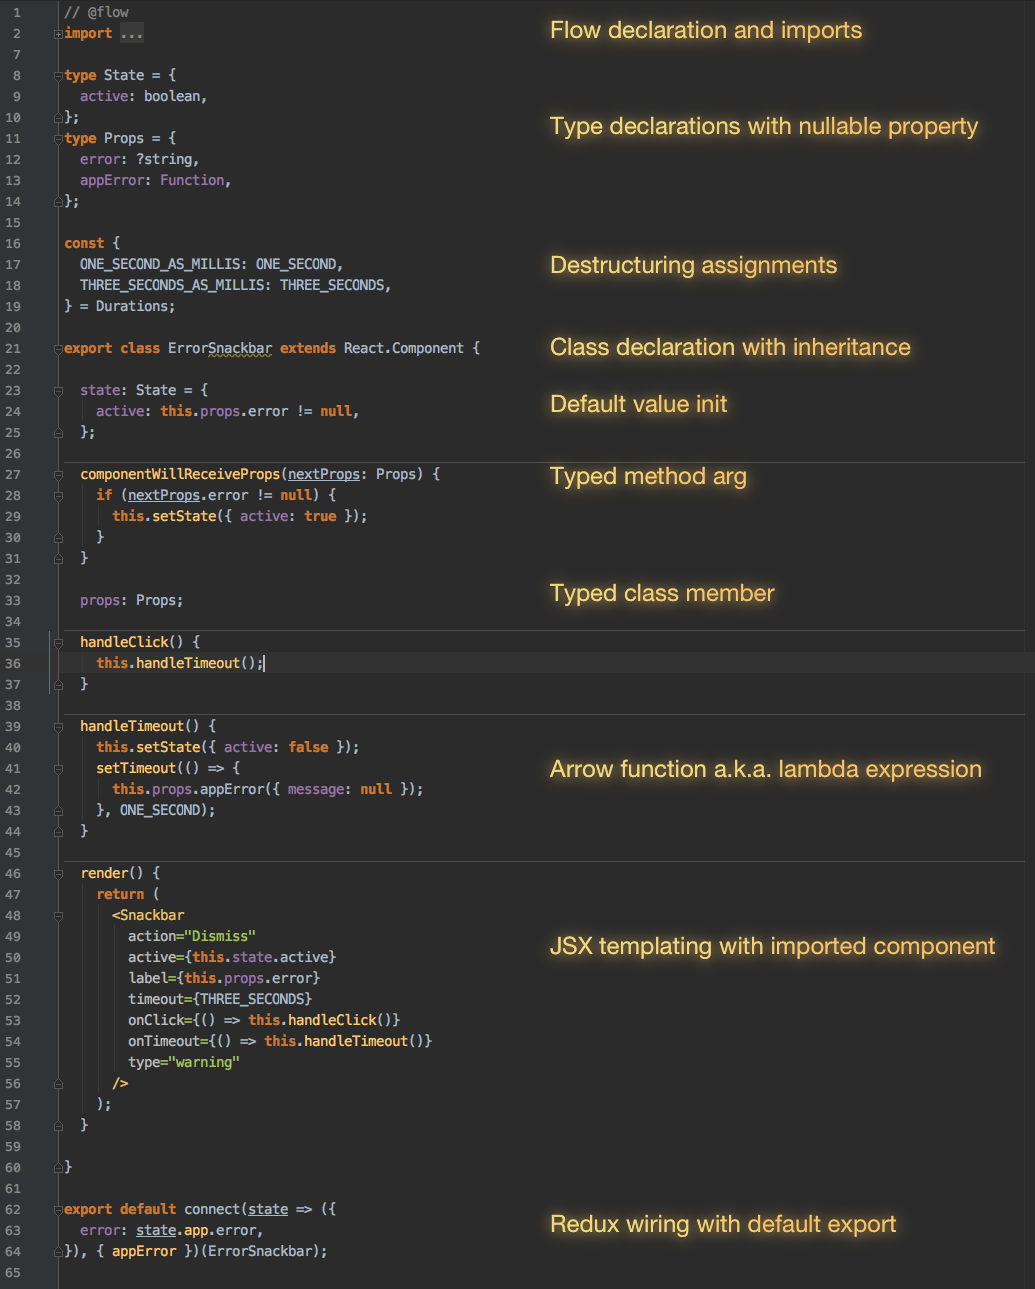 1 // @flow
Flow declaration and imports
2 import ...
7
8 type State = {
9 active: boolean,
10 };
Type declarations with nullable property
11 type Props = {
12 error: ?string,
13 appError: Function,
14 };
15
16 const {
17 ONE_SECOND_AS_MILLIS: ONE_SECOND,
Destructuring assignments
18 THREE_SECONDS_AS_MILLIS: THREE_SECONDS,
19 } = Durations;
20
21 export class ErrorSnackbar extends React.Component {
Class declaration with inheritance
22
23 state: State = {
24 active: this.props.error != null,
Default value init
25 };
26
27 componentWillReceiveProps(nextProps: Props) {
Typed method arg
28 if (nextProps.error != null) {
29 this.setState({ active: true });
30 }
31 }
32
33 props: Props;
Typed class member
34
35 handleClick() {
36 this.handleTimeout();
37 }
38
39 handleTimeout() {
40 this.setState({ active: false });
41 setTimeout(() => {
Arrow function a.k.a. lambda expression
42 this.props.appError({ message: null });
43 }, ONE_SECOND);
44 }
45
46 render() {
47 return (
48 <Snackbar
49 action="Dismiss"
JSX templating with imported component
50 active={this.state.active}
51 label={this.props.error}
52 timeout={THREE_SECONDS}
53 onClick={() => this.handleClick()}
54 onTimeout={() => this.handleTimeout()}
55 type="warning"
56 />
57 );
58 }
59
60 }
61
62 export default connect(state => ({
63 error: state.app.error,
Redux wiring with default export
64 }), { appError })(ErrorSnackbar);
65